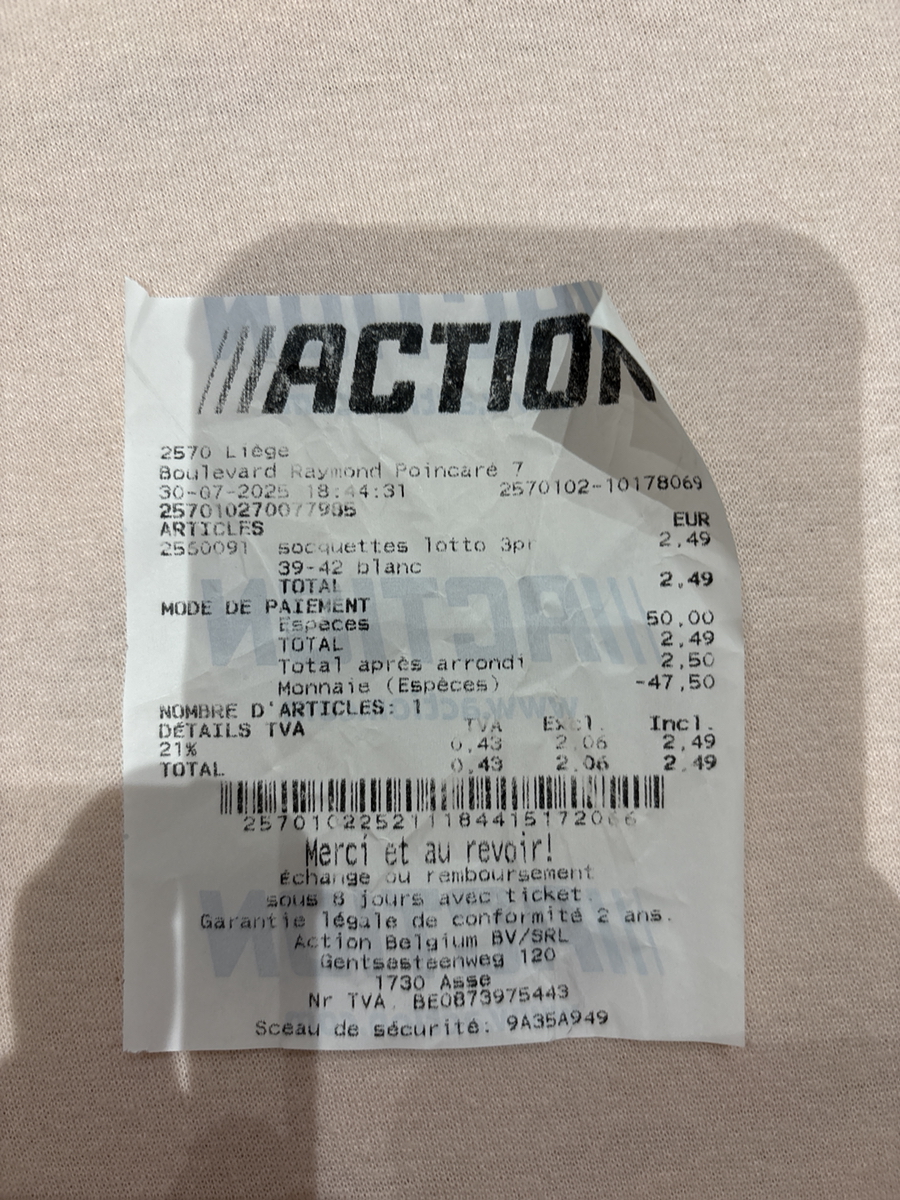 ///ACTION
2570 Liège
Boulevard Raymond Poincaré 7
30-07-2025 18:44:31 2570102-10178069
257010270077985
ARTICLES EUR
2560091 socquettes lotto 3pr 2,49
39-42 blanc
TOTAL 2,49
MODE DE PAIEMENT
Espèces 50,00
TOTAL 2,49
Total après arrondi 2,50
Monnaie (Espèces) -47,50
NOMBRE D'ARTICLES: 1
DÉTAILS TVA TVA Excl. Incl.
21% 0,43 2,06 2,49
TOTAL 0,43 2,06 2,49
Merci et au revoir!
Échange ou remboursement
sous 8 jours avec ticket.
Garantie légale de conformité 2 ans.
Action Belgium BV/SRL
Gentsesteenweg 120
1730 Asse
Nr TVA. BE0873975443
Sceau de sécurité: 9A35A949